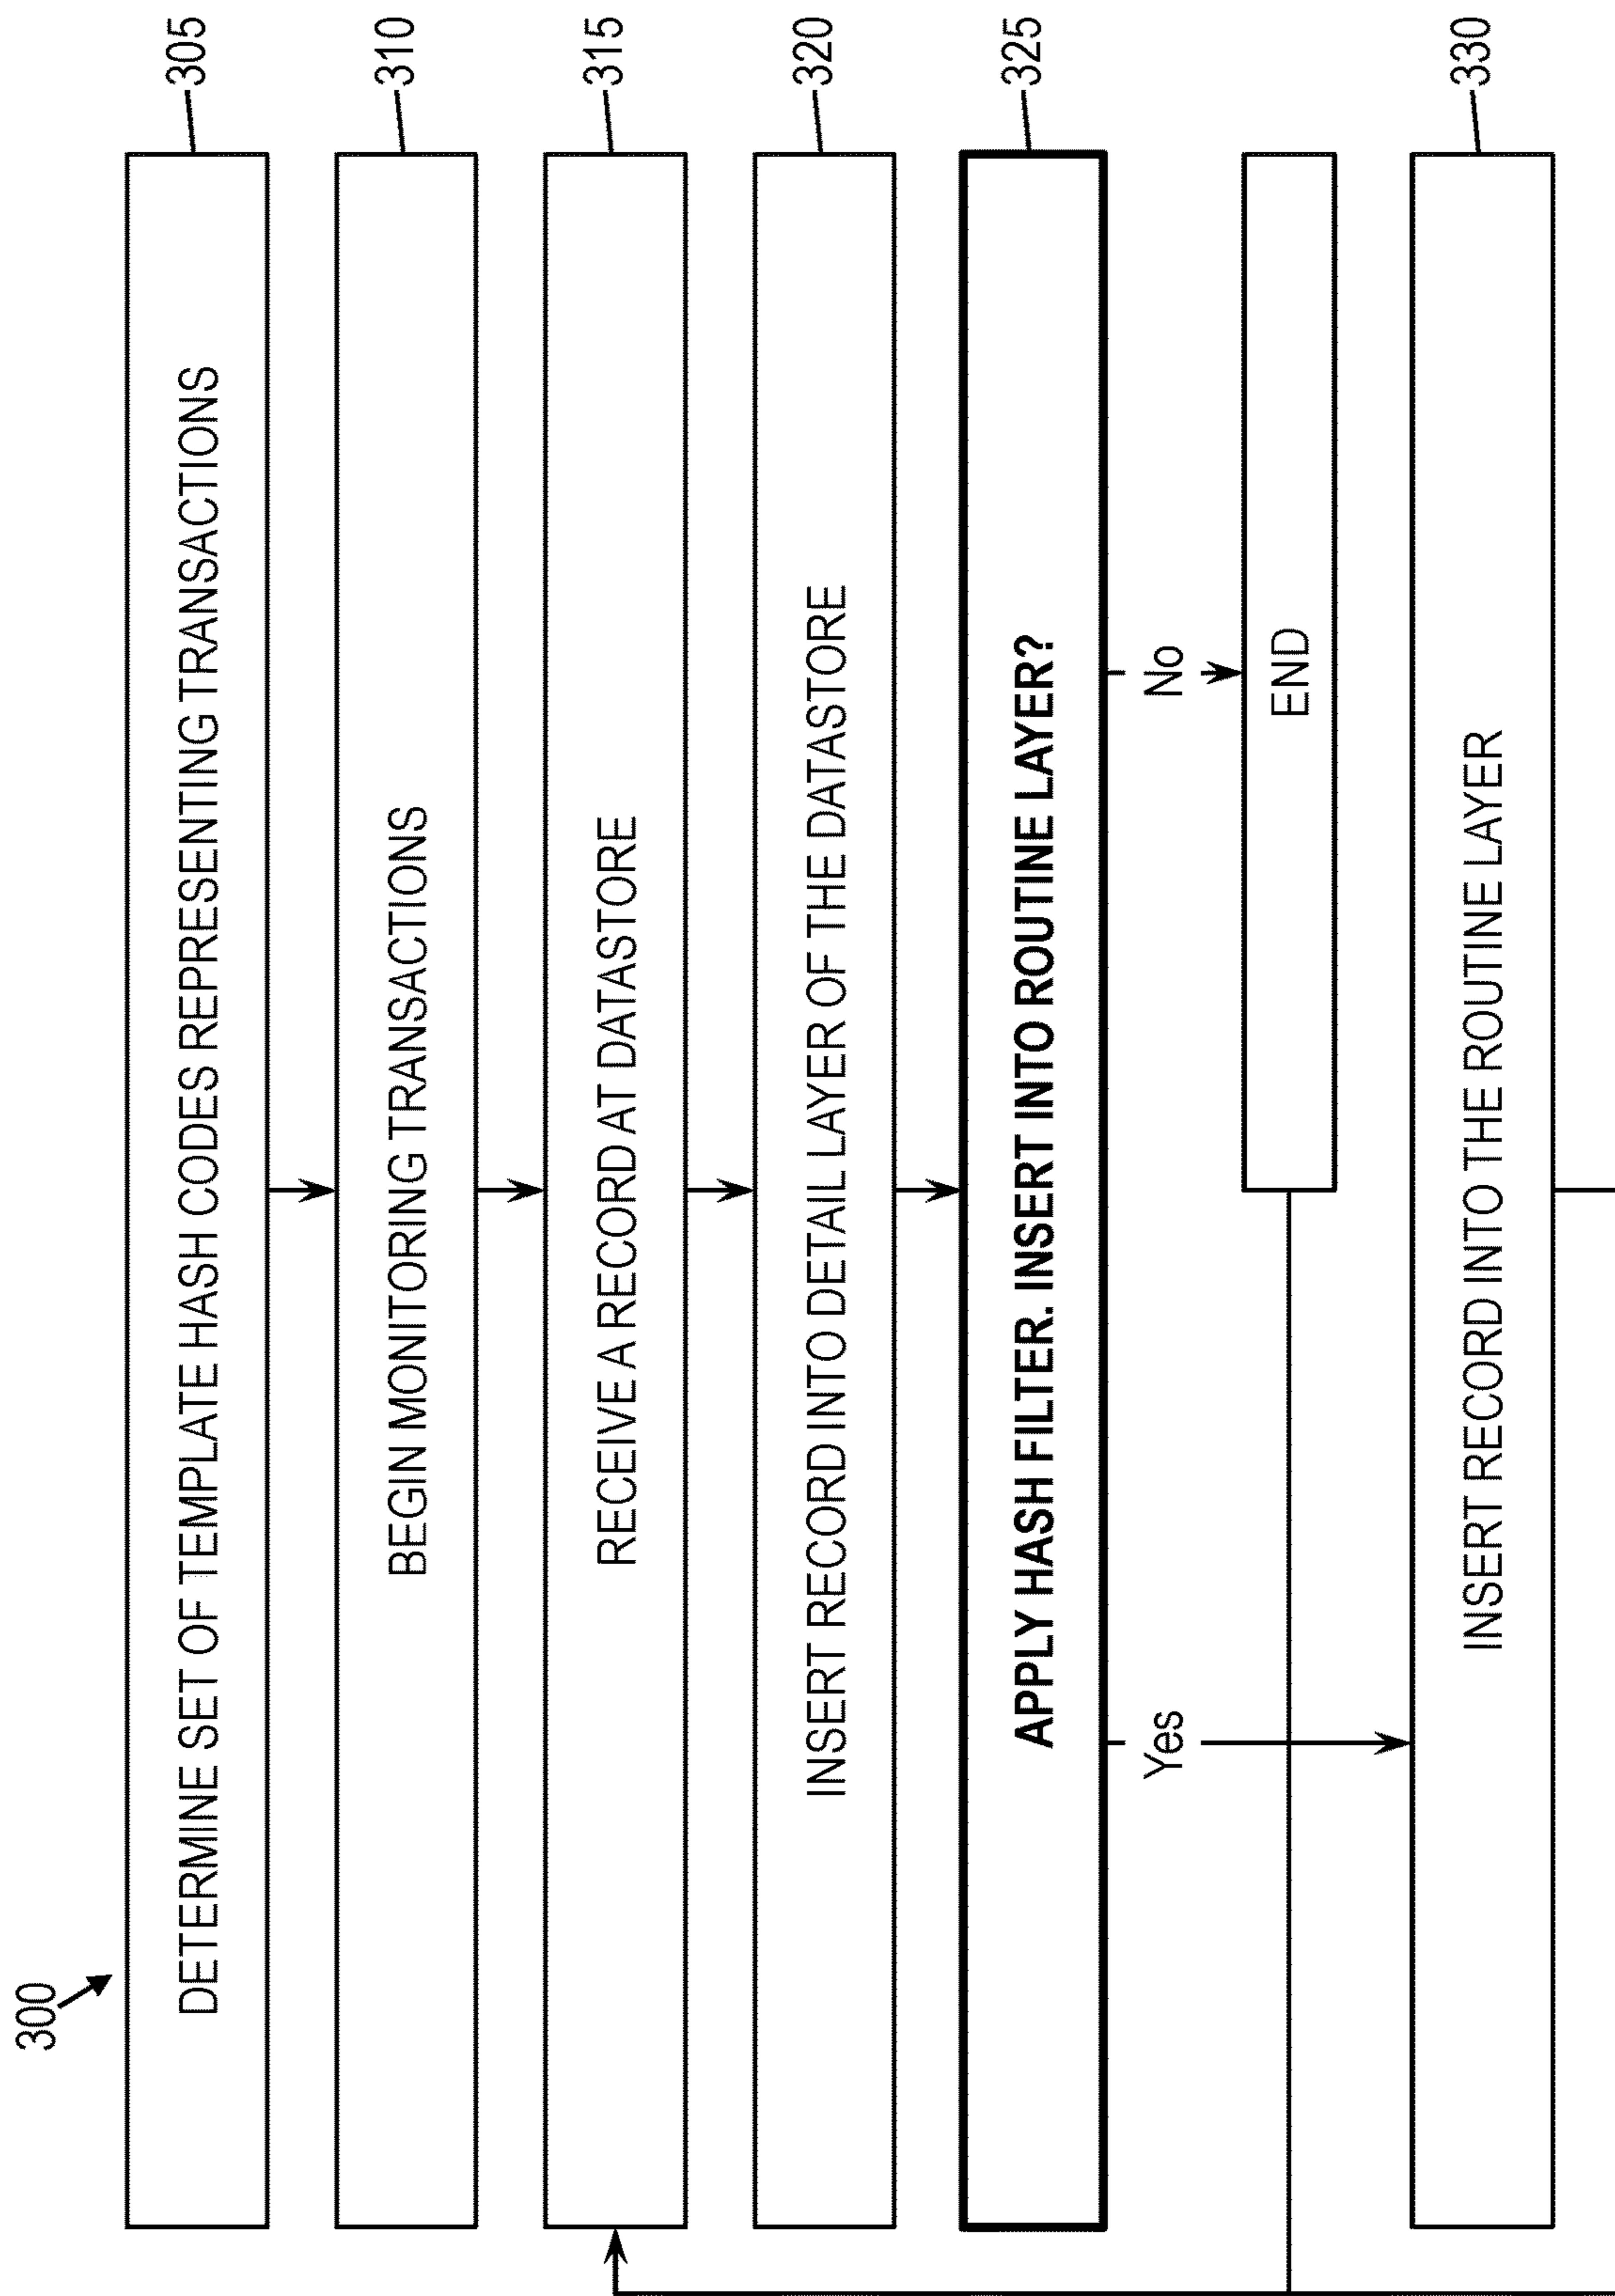 300
DETERMINE SET OF TEMPLATE HASH CODES REPRESENTING TRANSACTIONS
305
BEGIN MONITORING TRANSACTIONS
310
RECEIVE A RECORD AT DATASTORE
315
INSERT RECORD INTO DETAIL LAYER OF THE DATASTORE
320
APPLY HASH FILTER. INSERT INTO ROUTINE LAYER?
325
Yes
No
END
INSERT RECORD INTO THE ROUTINE LAYER
330